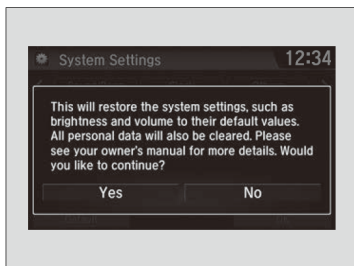 System Settings
12:34
This will restore the system settings, such as
brightness and volume to their default values.
All personal data will also be cleared. Please
see your owner's manual for more details. Would
you like to continue?
Yes
No
Default